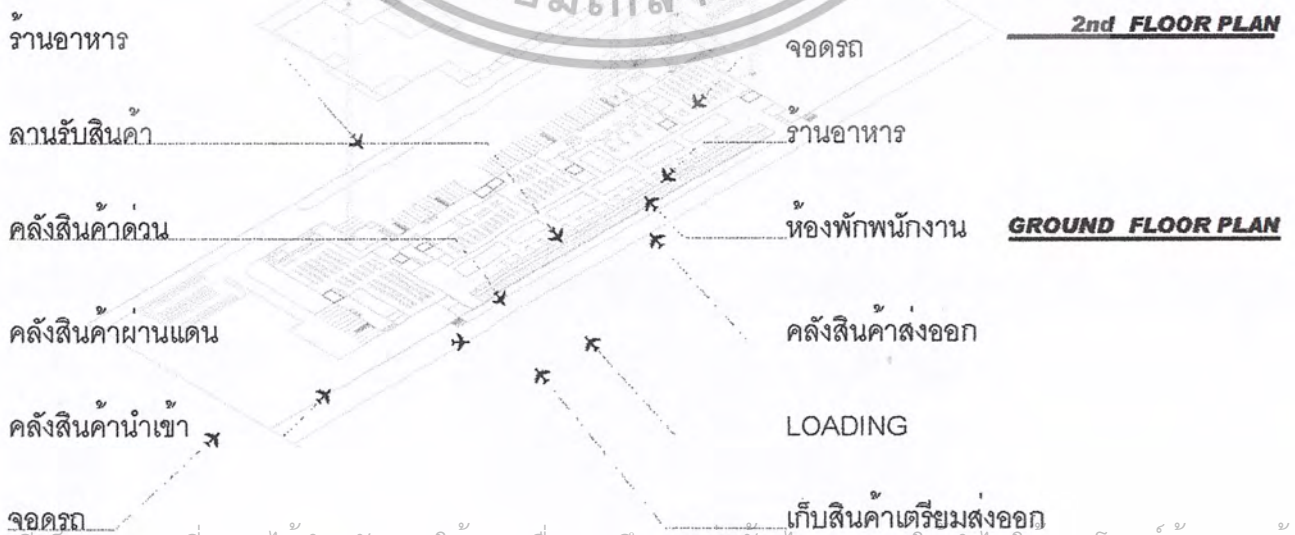 ร้านอาหาร
ลานรับสินค้า
คลังสินค้าด่วน
คลังสินค้าผ่านแดน
คลังสินค้านำเข้า
จอดรถ
จอดรถ
ร้านอาหาร
ห้องพักพนักงาน
คลังสินค้าส่งออก
LOADING
เก็บสินค้าเตรียมส่งออก
2nd FLOOR PLAN
GROUND FLOOR PLAN